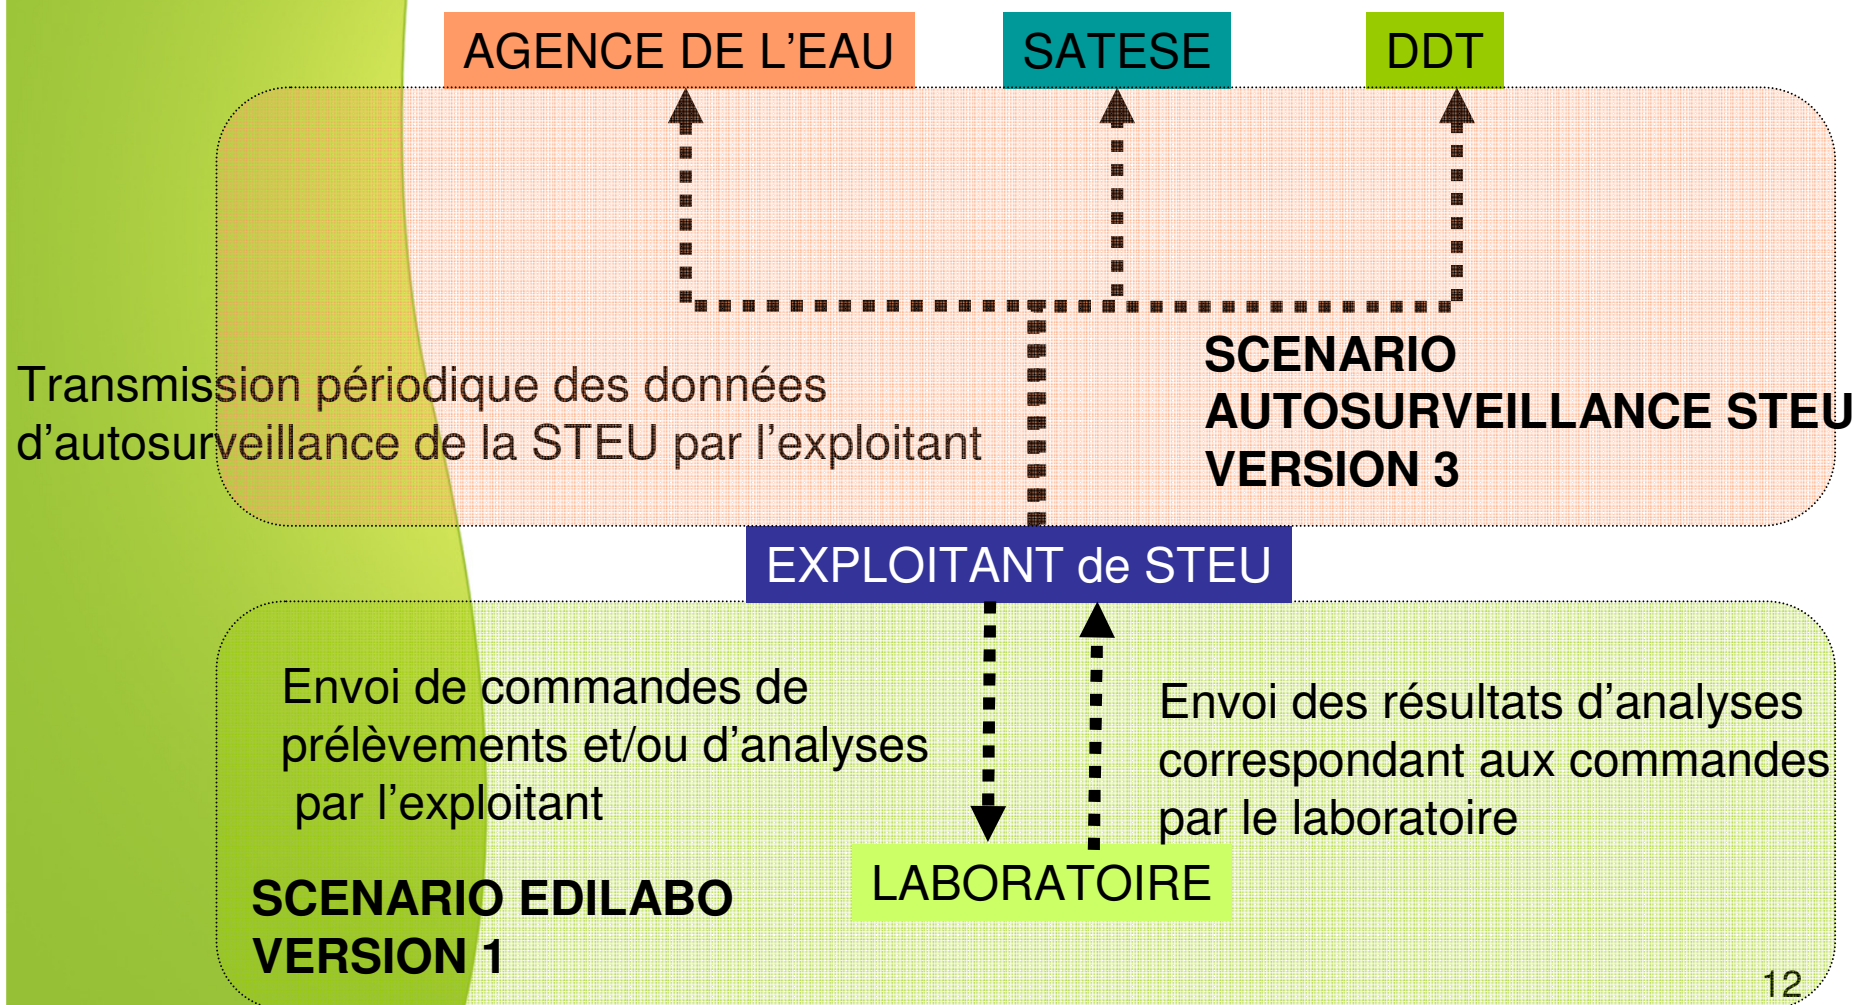 AGENCE DE L'EAU
SATESE
DDT
Transmission périodique des données
d'autosurveillance de la STEU par l'exploitant
SCENARIO
AUTOSURVEILLANCE STEU
VERSION 3
EXPLOITANT de STEU
Envoi de commandes de
prélèvements et/ou d'analyses
par l'exploitant
Envoi des résultats d'analyses
correspondant aux commandes
par le laboratoire
LABORATOIRE
SCENARIO EDILABO
VERSION 1
12